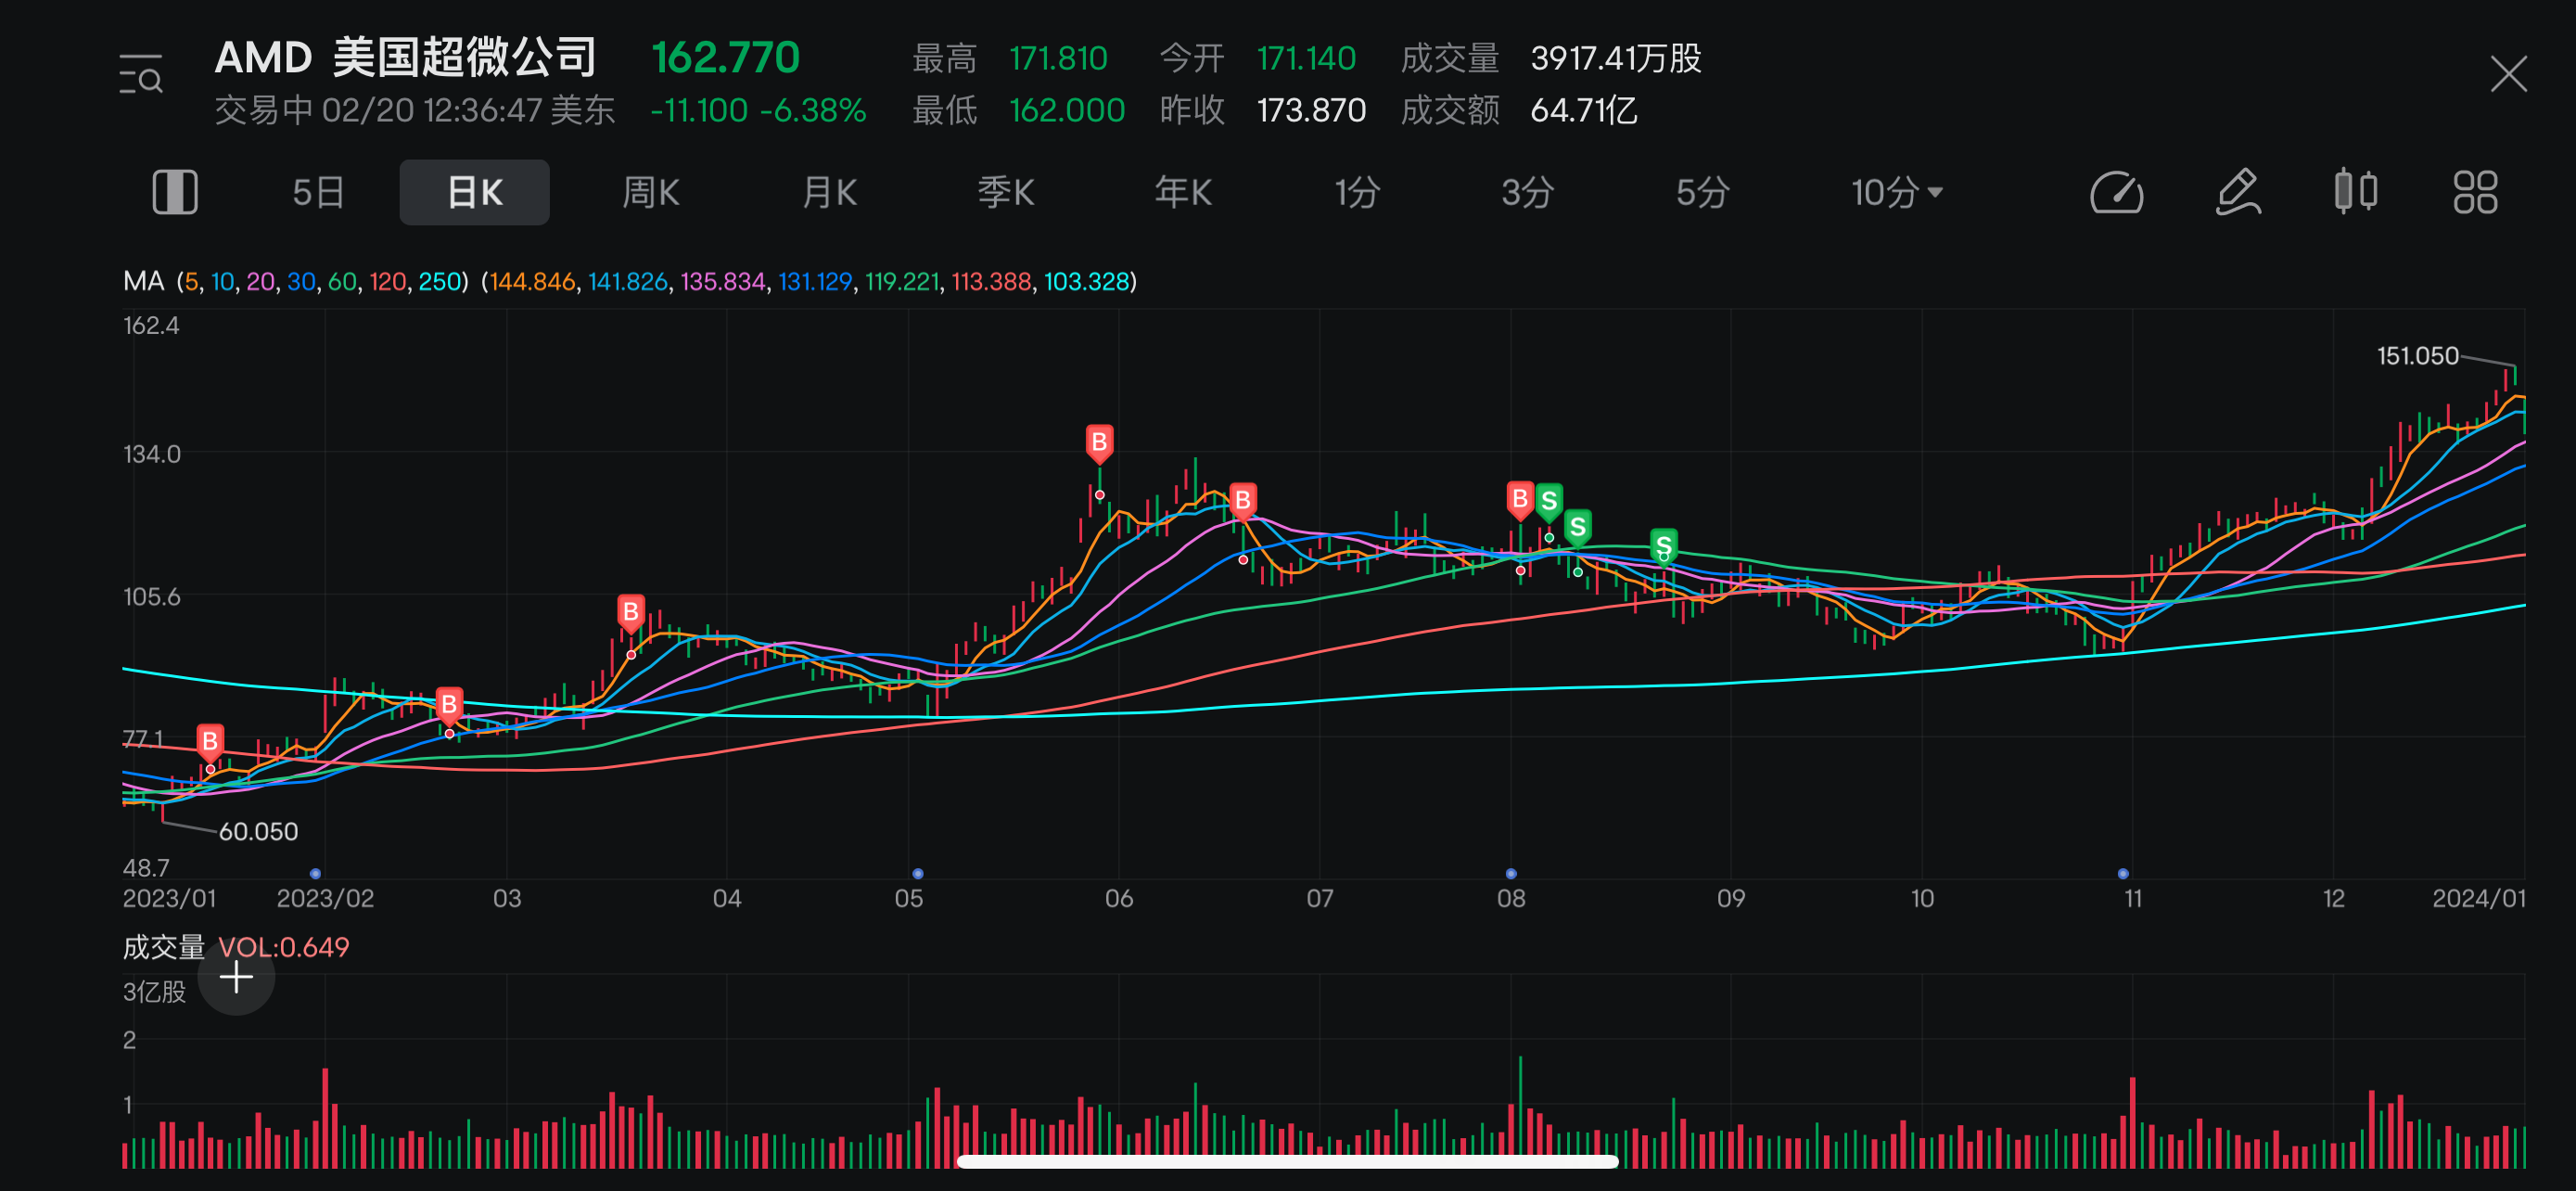 AMD 美国超微公司 162.770 最高 171.810 今开 171.140 成交量 3917.41万股
交易中 02/20 12:36:47 美东 -11.100 -6.38% 最低 162.000 昨收 173.870 成交额 64.71亿
5日 日K 周K 月K 季K 年K 1分 3分 5分 10分
MA (5, 10, 20, 30, 60, 120, 250) (144.846, 141.826, 135.834, 131.129, 119.221, 113.388, 103.328)
162.4
151.050
134.0
B
B
B
S
S
S
105.6
B
B
77.1
B
60.050
48.7
2023/01 2023/02 03 04 05 06 07 08 09 10 11 12 2024/01
成交量 VOL:0.649
3亿股
2
1